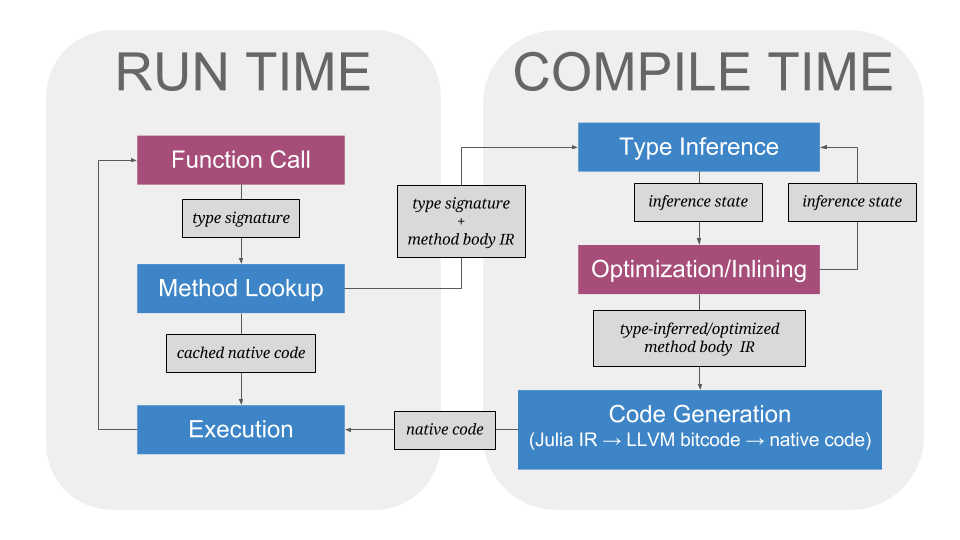 RUN TIME
Function Call
type signature
Method Lookup
cached native code
Execution
type signature
+
method body IR
native code
COMPILE TIME
Type Inference
inference state
inference state
Optimization/Inlining
type-inferred/optimized
method body IR
Code Generation
(Julia IR → LLVM bitcode → native code)